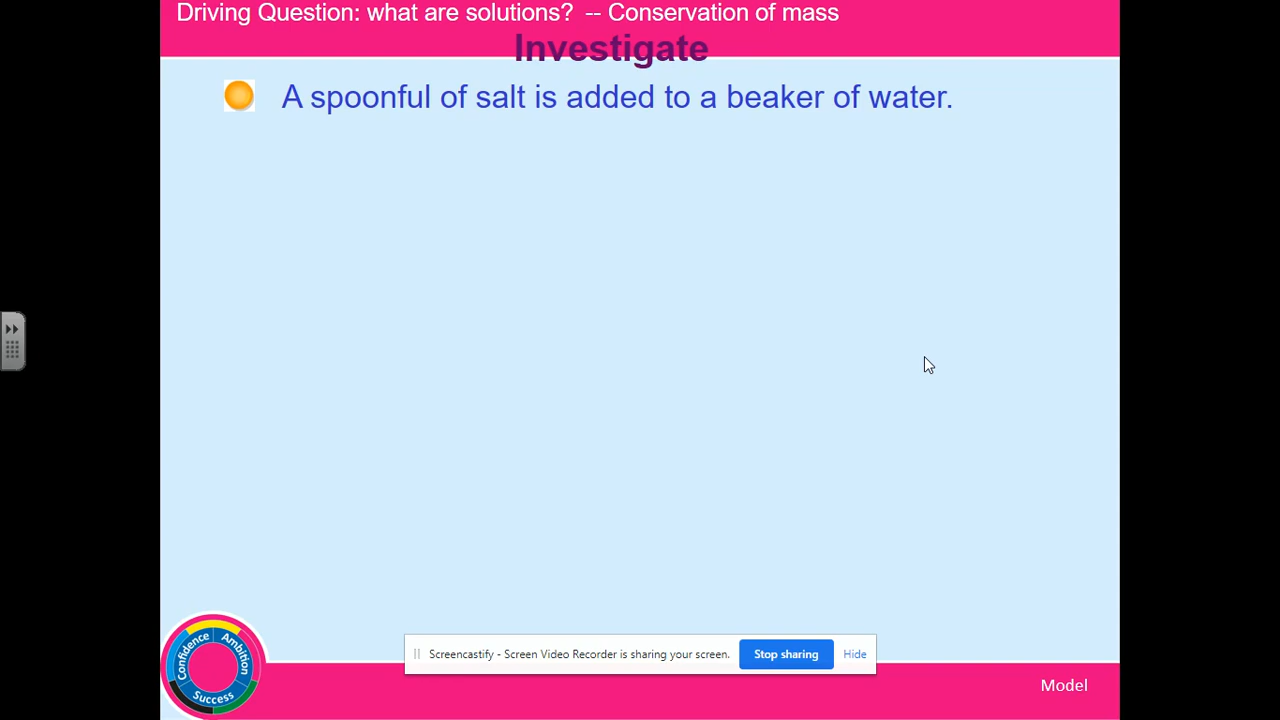 Driving Question: what are solutions?  -- Conservation of mass
Investigate
A spoonful of salt is added to a beaker of water.
Confidence
Ambition
Success
Screencastify - Screen Video Recorder is sharing your screen.
Stop sharing
Hide
Model